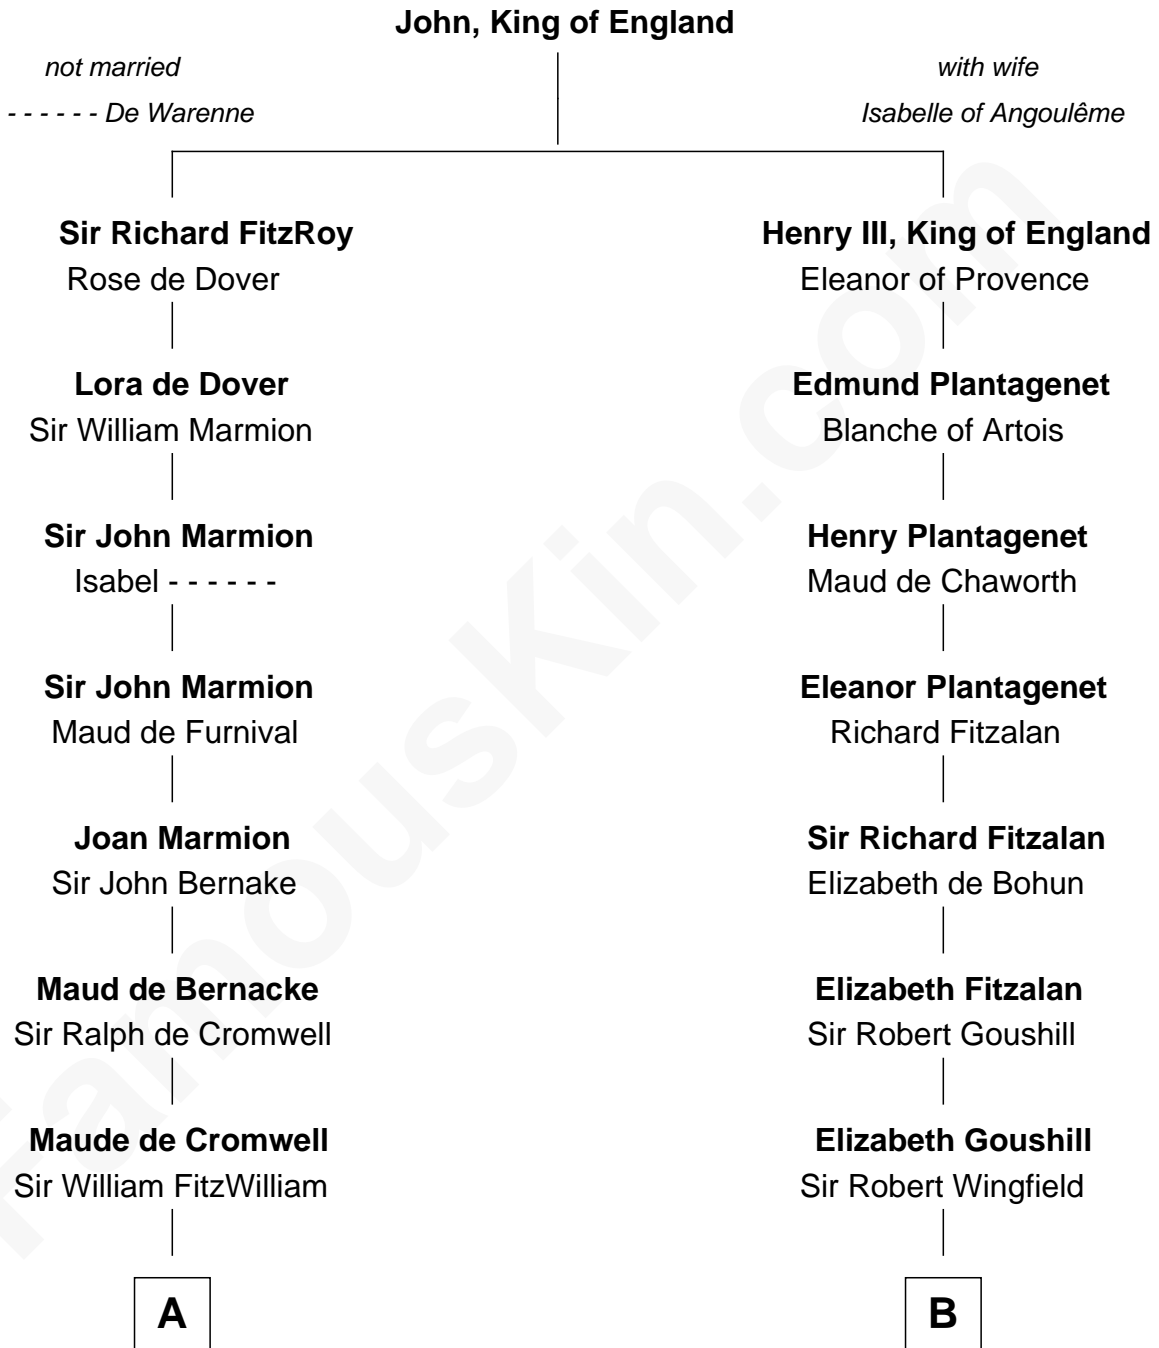 John, King of England
not married
with wife
- - - - - - De Warenne
Isabelle of Angoulême
Sir Richard FitzRoy
Rose de Dover
Henry III, King of England
Eleanor of Provence
Lora de Dover
Sir William Marmion
Edmund Plantagenet
Blanche of Artois
Sir John Marmion
Isabel - - - - - -
Henry Plantagenet
Maud de Chaworth
Sir John Marmion
Maud de Furnival
Eleanor Plantagenet
Richard Fitzalan
Joan Marmion
Sir John Bernake
Sir Richard Fitzalan
Elizabeth de Bohun
Maud de Bernacke
Sir Ralph de Cromwell
Elizabeth Fitzalan
Sir Robert Goushill
Maude de Cromwell
Sir William FitzWilliam
Elizabeth Goushill
Sir Robert Wingfield
A
B
FamousKin.com